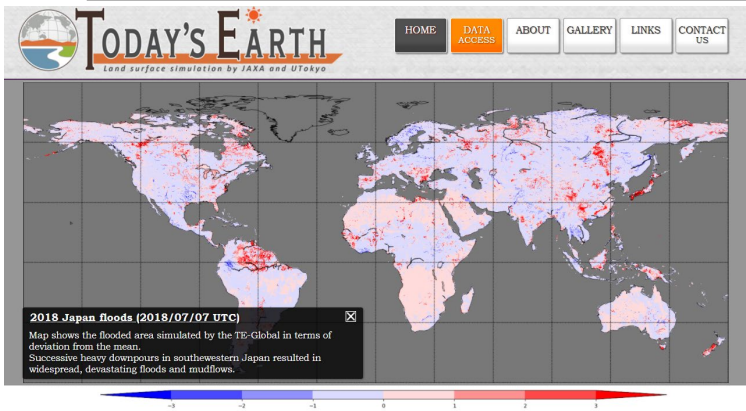 TODAY'S EARTH
Land surface simulation by JAXA and UTokyo
HOME
DATA
ACCESS
ABOUT
GALLERY
LINKS
CONTACT
US
2018 Japan floods (2018/07/07 UTC)
Map shows the flooded area simulated by the TE-Global in terms of
deviation from the mean.
Successive heavy downpours in southewestern Japan resulted in
widespread, devastating floods and mudflows.
-3 -2 -1 0 1 2 3